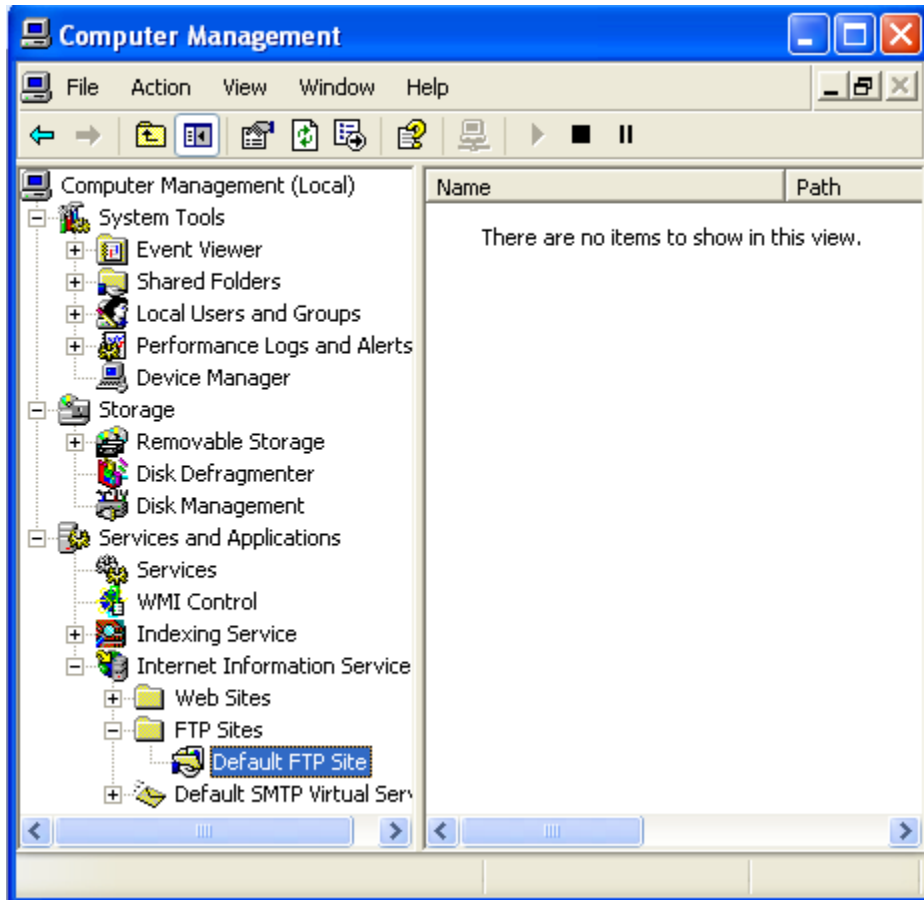 Computer Management
File Action View Window Help
Computer Management (Local)
System Tools
Event Viewer
Shared Folders
Local Users and Groups
Performance Logs and Alerts
Device Manager
Storage
Removable Storage
Disk Defragmenter
Disk Management
Services and Applications
Services
WMI Control
Indexing Service
Internet Information Service
Web Sites
FTP Sites
Default FTP Site
Default SMTP Virtual Serv
Name Path
There are no items to show in this view.